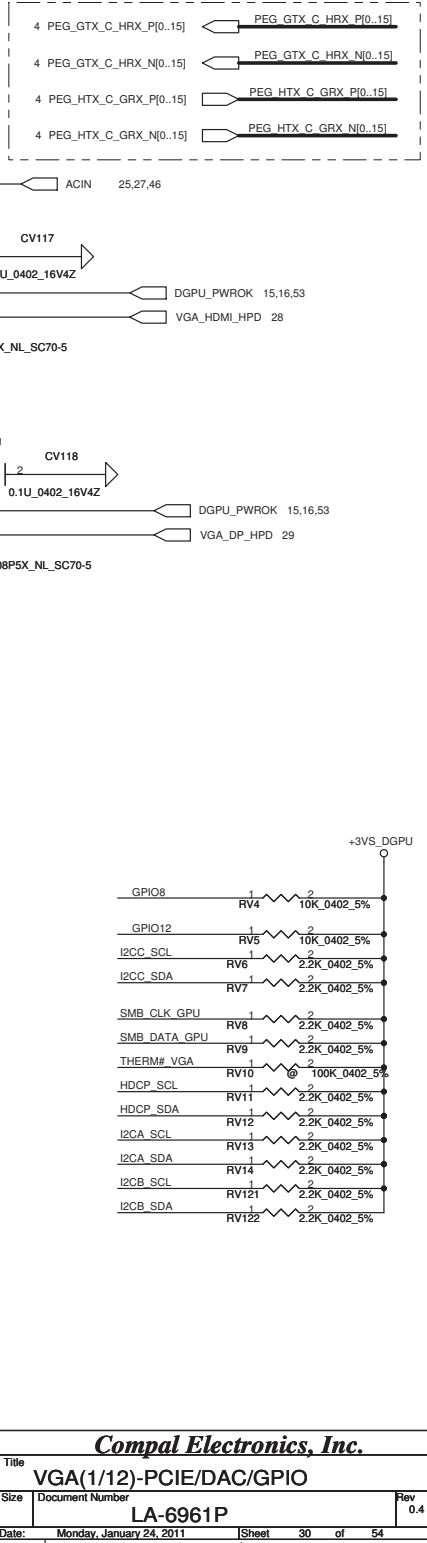 4 PEG_GTX_C_HRX_P[0..15] PEG_GTX_C_HRX_P[0..15]
4 PEG_GTX_C_HRX_N[0..15] PEG_GTX_C_HRX_N[0..15]
4 PEG_HTX_C_GRX_P[0..15] PEG_HTX_C_GRX_P[0..15]
4 PEG_HTX_C_GRX_N[0..15] PEG_HTX_C_GRX_N[0..15]
ACIN 25,27,46
CV117
U_0402_16V4Z
DGPU_PWROK 15,16,53
VGA_HDMI_HPD 28
X_NL_SC70-5
2 CV118
0.1U_0402_16V4Z
DGPU_PWROK 15,16,53
VGA_DP_HPD 29
08P5X_NL_SC70-5
+3VS_DGPU
GPIO8 1 2
RV4 10K_0402_5%
GPIO12 1 2
RV5 10K_0402_5%
I2CC_SCL 1 2
RV6 2.2K_0402_5%
I2CC_SDA 1 2
RV7 2.2K_0402_5%
SMB_CLK_GPU 1 2
RV8 2.2K_0402_5%
SMB_DATA_GPU 1 2
RV9 2.2K_0402_5%
THERM#_VGA 1 2
RV10 @ 100K_0402_5%
HDCP_SCL 1 2
RV11 2.2K_0402_5%
HDCP_SDA 1 2
RV12 2.2K_0402_5%
I2CA_SCL 1 2
RV13 2.2K_0402_5%
I2CA_SDA 1 2
RV14 2.2K_0402_5%
I2CB_SCL 1 2
RV121 2.2K_0402_5%
I2CB_SDA 1 2
RV122 2.2K_0402_5%
Compal Electronics, Inc.
Title
VGA(1/12)-PCIE/DAC/GPIO
Size Document Number Rev
LA-6961P 0.4
Date: Monday, January 24, 2011 Sheet 30 of 54